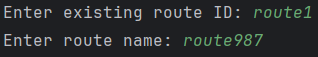 Enter existing route ID: route1
Enter route name: route987